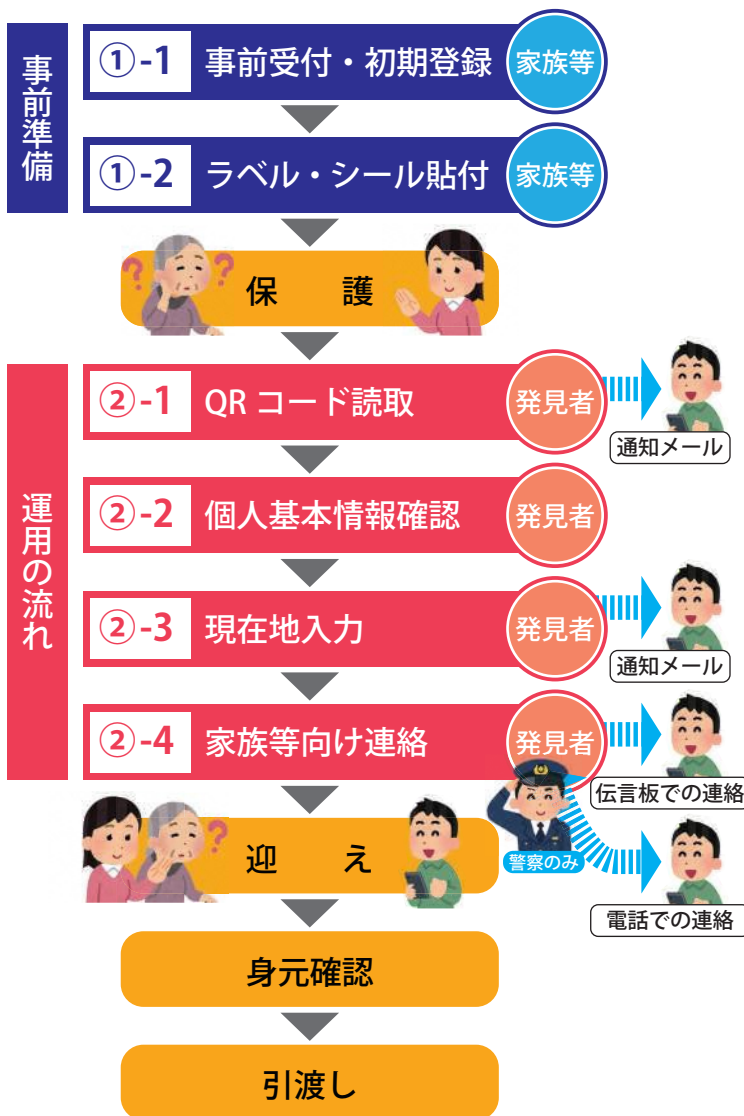 事前準備
①-1 事前受付・初期登録 家族等
①-2 ラベル・シール貼付 家族等
? 保 護
?
運用の流れ
②-1 QRコード読取 発見者
通知メール
②-2 個人基本情報確認 発見者
②-3 現在地入力 発見者
通知メール
②-4 家族等向け連絡 発見者
伝言板での連絡
? 迎 え
警察のみ
電話での連絡
身元確認
引渡し